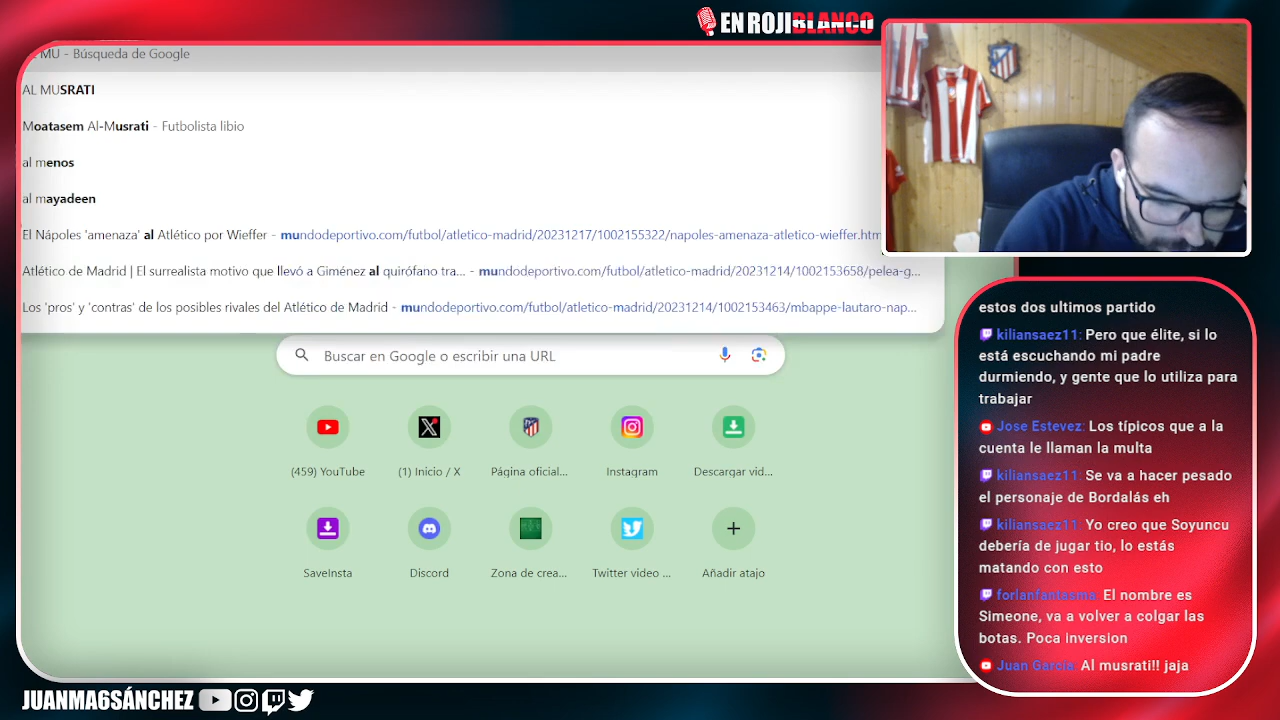 EN ROJIBLANCO
MU - Búsqueda de Google
AL MUSRATI
Moatasem Al-Musrati - Futbolista libio
al menos
al mayadeen
El Nápoles 'amenaza' al Atlético por Wieffer - mundodeportivo.com/futbol/atletico-madrid/20231217/1002155322/napoles-amenaza-atletico-wieffer.htm
Atlético de Madrid | El surrealista motivo que llevó a Giménez al quirófano tra... - mundodeportivo.com/futbol/atletico-madrid/20231214/1002153658/pelea-g...
Los 'pros' y 'contras' de los posibles rivales del Atlético de Madrid - mundodeportivo.com/futbol/atletico-madrid/20231214/1002153463/mbappe-lautaro-nap...
Buscar en Google o escribir una URL
(459) YouTube
(1) Inicio / X
Página oficial...
Instagram
Descargar vid...
SaveInsta
Discord
Zona de crea...
Twitter video ...
Añadir atajo
estos dos ultimos partido
kiliansaez11: Pero que élite, si lo
está escuchando mi padre
durmiendo, y gente que lo utiliza para
trabajar
Jose Estevez: Los típicos que a la
cuenta le llaman la multa
kiliansaez11: Se va a hacer pesado
el personaje de Bordalás eh
kiliansaez11: Yo creo que Soyuncu
debería de jugar tio, lo estás
matando con esto
forlanfantasma: El nombre es
Simeone, va a volver a colgar las
botas. Poca inversion
Juan García: Al musrati!! jaja
JUANMA6SÁNCHEZ